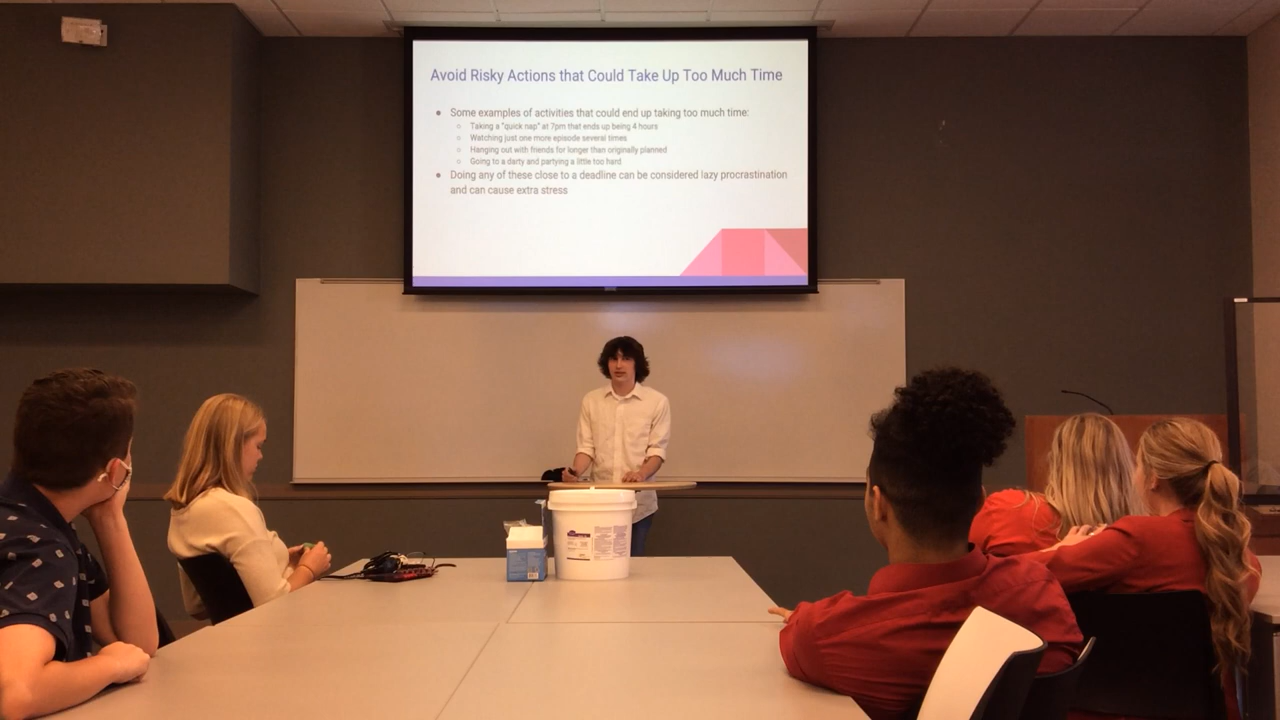 Avoid Risky Actions that Could Take Up Too Much Time
● Some examples of activities that could end up taking too much time:
○ Taking a "quick nap" at 7pm that ends up being 4 hours
○ Watching just one more episode several times
○ Hanging out with friends for longer than originally planned
○ Going to a darty and partying a little too hard
● Doing any of these close to a deadline can be considered lazy procrastination
and can cause extra stress